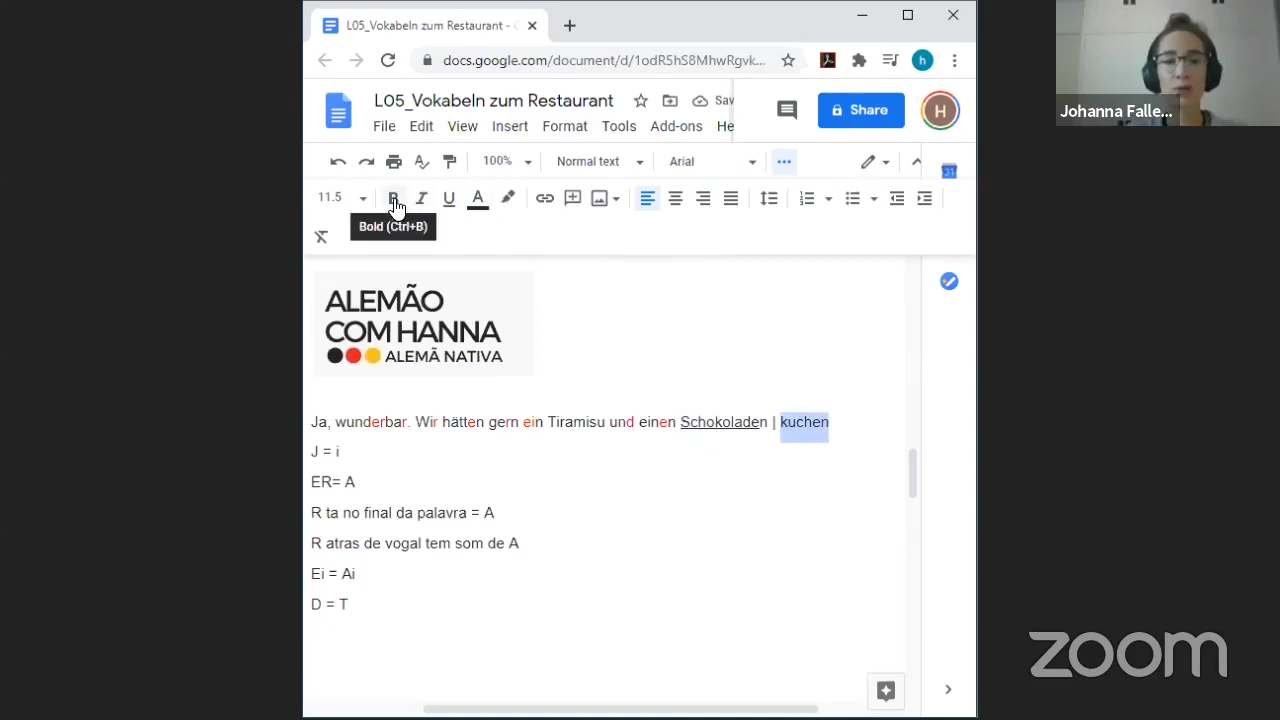 L05_Vokabeln zum Restaurant -
docs.google.com/document/d/1odR5hS8MhwRgvk...
h
L05_Vokabeln zum Restaurant
Sav
Share
H
File Edit View Insert Format Tools Add-ons He
100% Normal text Arial
31
11.5 B I U A
Bold (Ctrl+B)
ALEMÃO
COM HANNA
ALEMÃ NATIVA
Ja, wunderbar. Wir hätten gern ein Tiramisu und einen Schokoladen | kuchen
J = i
ER= A
R ta no final da palavra = A
R atras de vogal tem som de A
Ei = Ai
D = T
Johanna Falle...
zoom